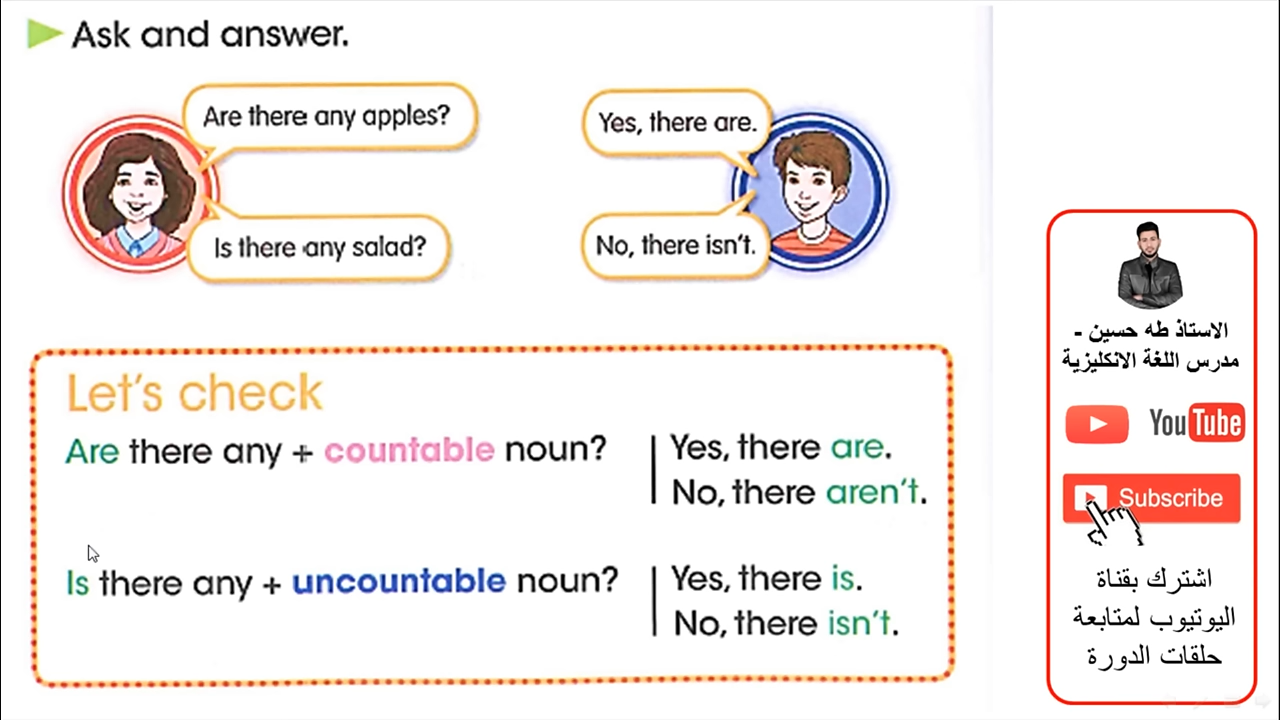 Ask and answer.
Are there any apples?
Yes, there are.
Is there any salad?
No, there isn't.
Let's check
Are there any + countable noun?
Yes, there are.
No, there aren't.
Is there any + uncountable noun?
Yes, there is.
No, there isn't.
الاستاذ طه حسين -
مدرس اللغة الانكليزية
YouTube
Subscribe
اشترك بقناة
اليوتيوب لمتابعة
حلقات الدورة